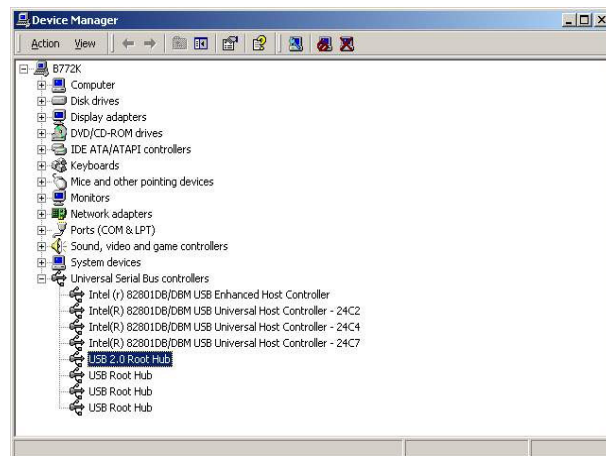 Device Manager
Action View
B772K
Computer
Disk drives
Display adapters
DVD/CD-ROM drives
IDE ATA/ATAPI controllers
Keyboards
Mice and other pointing devices
Monitors
Network adapters
Ports (COM & LPT)
Sound, video and game controllers
System devices
Universal Serial Bus controllers
Intel (r) 82801DB/DBM USB Enhanced Host Controller
Intel(R) 82801DB/DBM USB Universal Host Controller - 24C2
Intel(R) 82801DB/DBM USB Universal Host Controller - 24C4
Intel(R) 82801DB/DBM USB Universal Host Controller - 24C7
USB 2.0 Root Hub
USB Root Hub
USB Root Hub
USB Root Hub